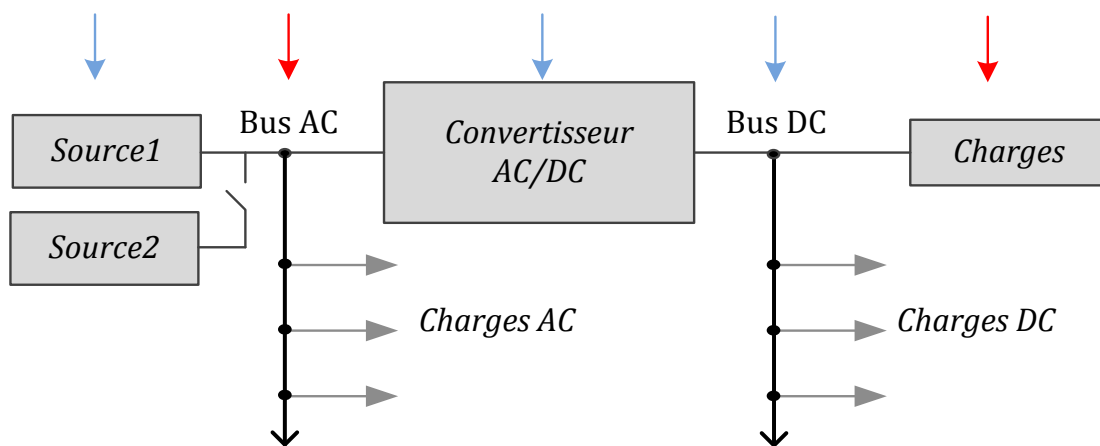 Source1
Bus AC
Convertisseur
AC/DC
Bus DC
Charges
Source2
Charges AC
Charges DC